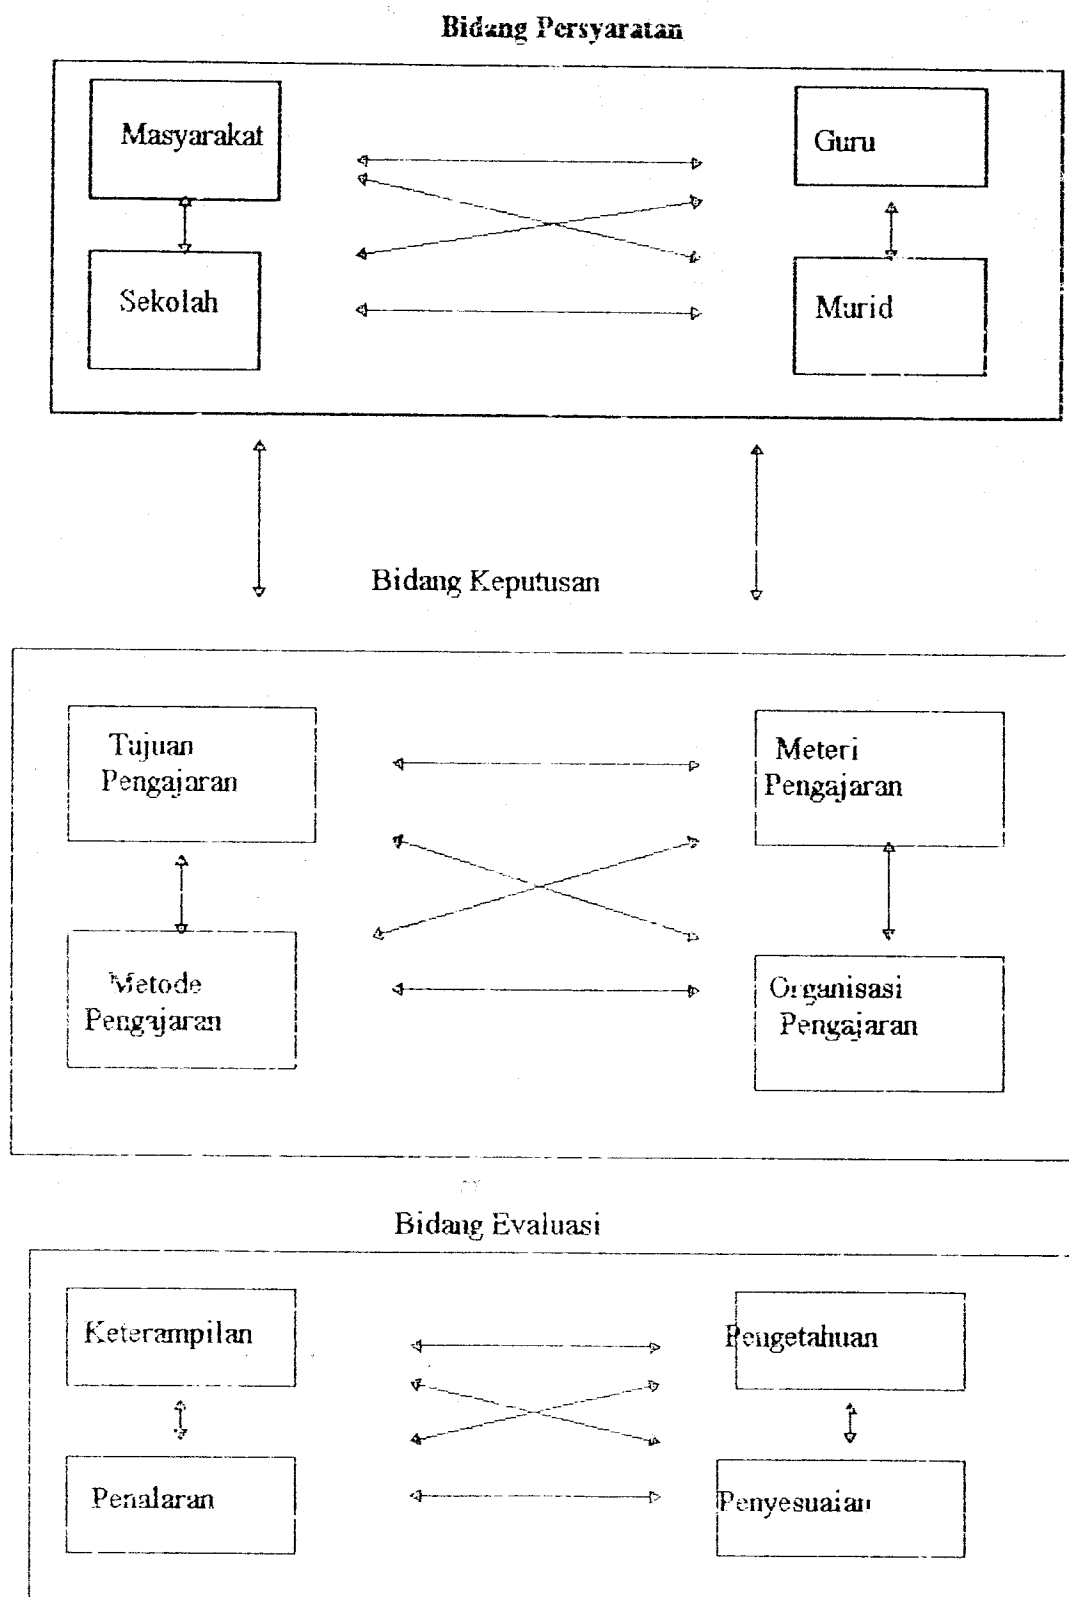 Bidang Persyaratan
Masyarakat
Guru
Sekolah
Murid
Bidang Keputusan
Tujuan
Pengajaran
Meteri
Pengajaran
Metode
Pengajaran
Organisasi
Pengajaran
Bidang Evaluasi
Keterampilan
Pengetahuan
Penalaran
Penyesuaian